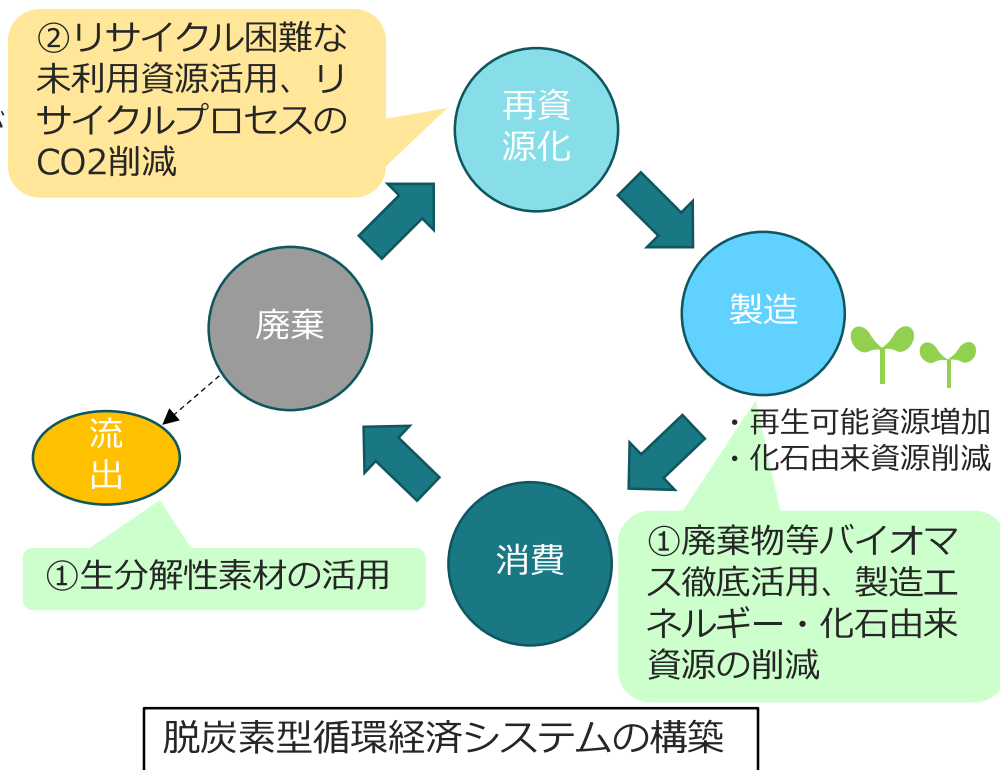 ②リサイクル困難な
未利用資源活用、リ
サイクルプロセスの
CO2削減
再資
源化
廃棄
製造
流
出
・再生可能資源増加
・化石由来資源削減
消費
①生分解性素材の活用
①廃棄物等バイオマ
ス徹底活用、製造エ
ネルギー・化石由来
資源の削減
脱炭素型循環経済システムの構築